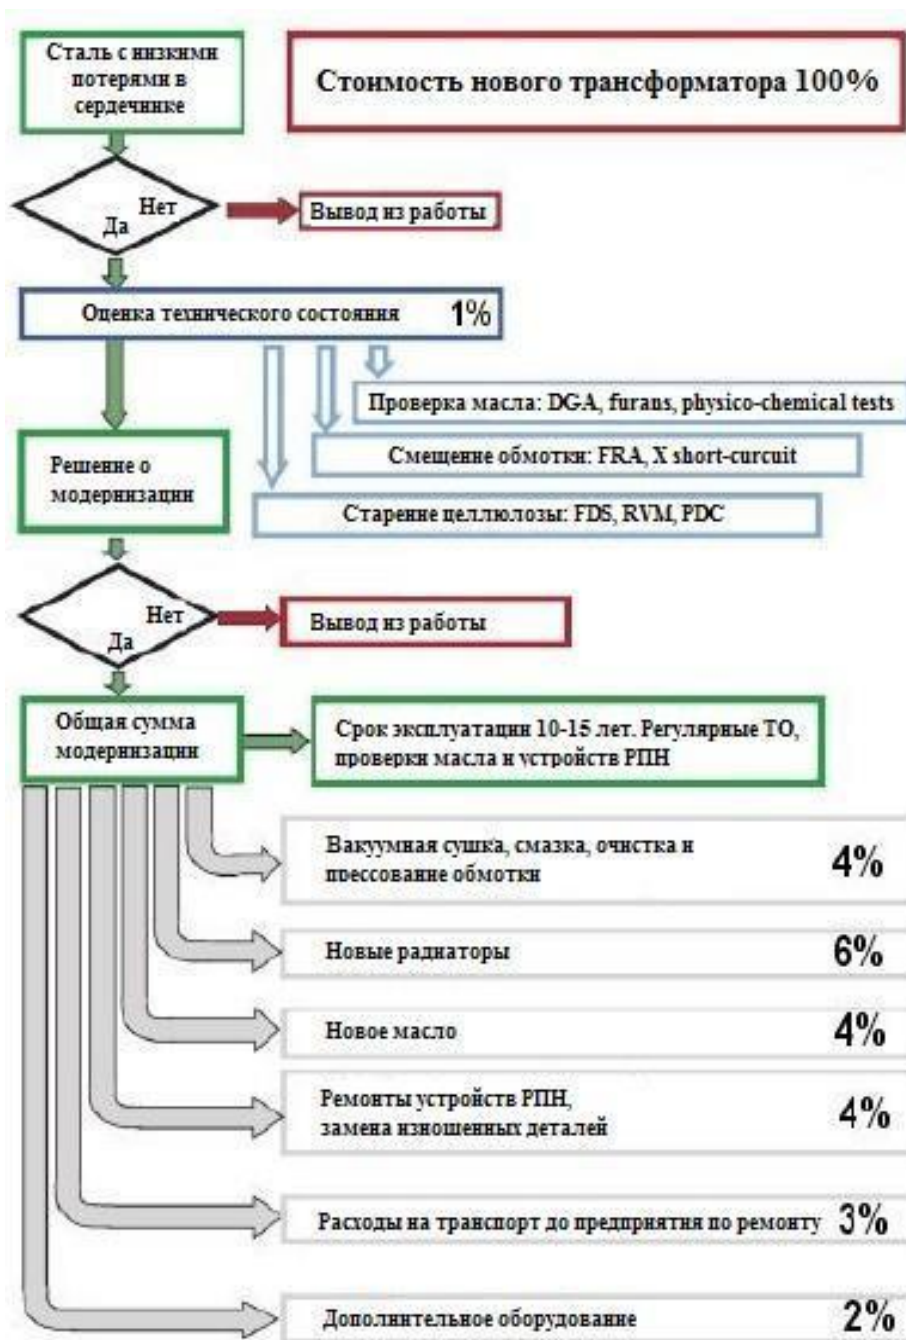 Сталь с низкими
потерями в
сердечнике
Стоимость нового трансформатора 100%
Нет
Да
Вывод из работы
Оценка технического состояния 1%
Проверка масла: DGA, furans, physico-chemical tests
Смещение обмотки: FRA, X short-curcuit
Старение целлюлозы: FDS, RVM, PDC
Решение о
модернизации
Нет
Да
Вывод из работы
Общая сумма
модернизации
Срок эксплуатации 10-15 лет. Регулярные ТО,
проверки масла и устройств РПН
Вакуумная сушка, смазка, очистка и
прессование обмотки 4%
Новые радиаторы 6%
Новое масло 4%
Ремонты устройств РПН,
замена изношенных деталей 4%
Расходы на транспорт до предприятия по ремонту 3%
Дополнительное оборудование 2%